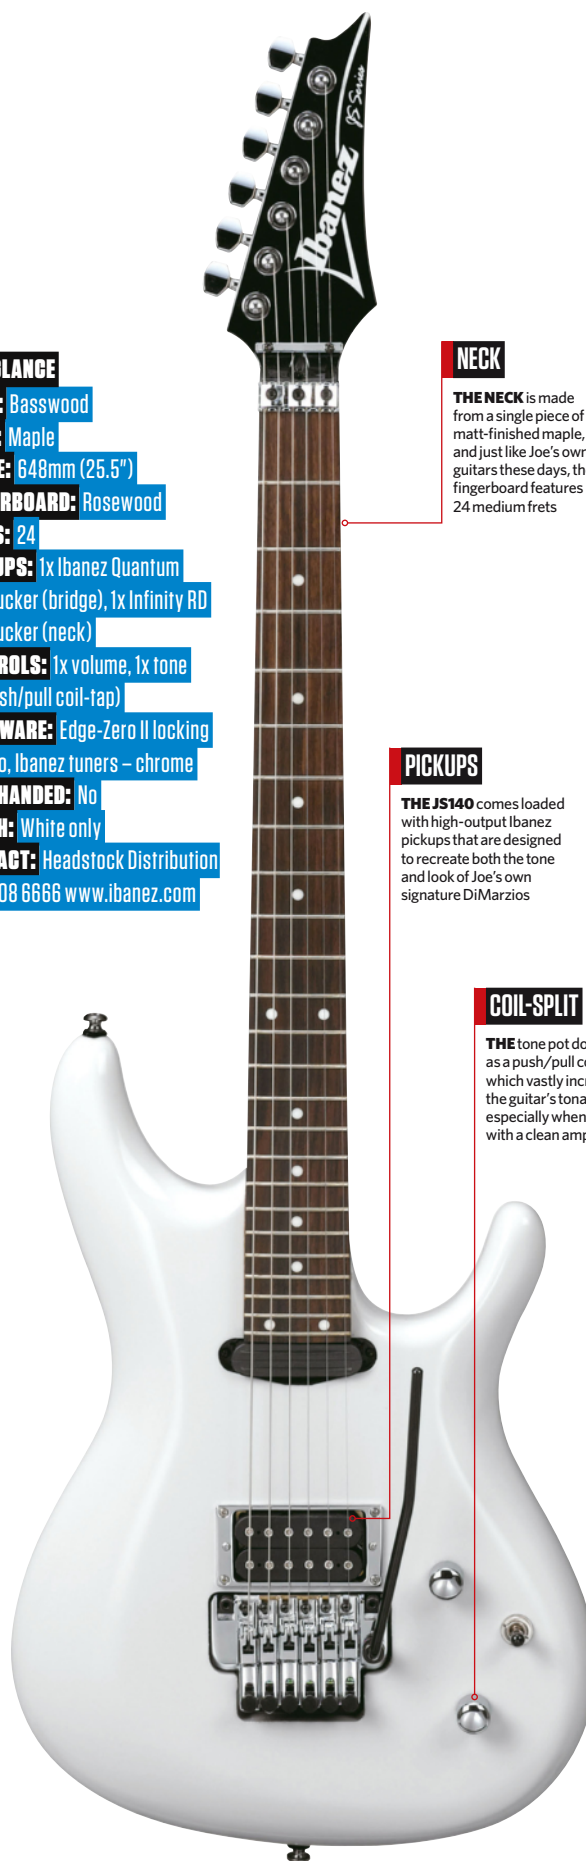 JS Series
Ibanez
LANCE
: Basswood
: Maple
E: 648mm (25.5")
RBOARD: Rosewood
S: 24
UPS: 1x Ibanez Quantum
ucker (bridge), 1x Infinity RD
ucker (neck)
ROLS: 1x volume, 1x tone
sh/pull coil-tap)
WARE: Edge-Zero II locking
o, Ibanez tuners – chrome
HANDED: No
H: White only
ACT: Headstock Distribution
08 6666 www.ibanez.com
NECK
THE NECK is made
from a single piece of
matt-finished maple,
and just like Joe's own
guitars these days, th
fingerboard features
24 medium frets
PICKUPS
THE JS140 comes loaded
with high-output Ibanez
pickups that are designed
to recreate both the tone
and look of Joe's own
signature DiMarzios
COIL-SPLIT
THE tone pot do
as a push/pull co
which vastly incr
the guitar's tona
especially when
with a clean amp